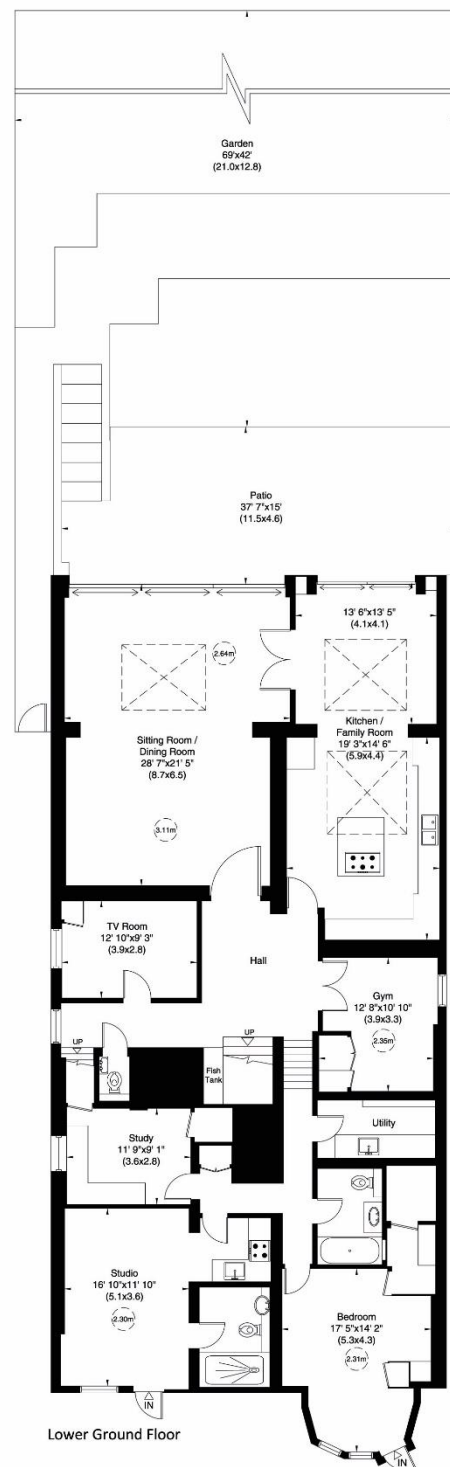 Garden
69'x42'
(21.0x12.8)
Patio
37' 7"x15'
(11.5x4.6)
13' 6"x13' 5"
(4.1x4.1)
2.64m
Sitting Room /
Dining Room
28' 7"x21' 5"
(8.7x6.5)
Kitchen /
Family Room
19' 3"x14' 6"
(5.9x4.4)
3.11m
TV Room
12' 10"x9' 3"
(3.9x2.8)
Hall
Gym
12' 8"x10' 10"
(3.9x3.3)
2.35m
UP
UP
Fish
Tank
Utility
Study
11' 9"x9' 1"
(3.6x2.8)
Studio
16' 10"x11' 10"
(5.1x3.6)
2.30m
Bedroom
17' 5"x14' 2"
(5.3x4.3)
2.31m
IN
Lower Ground Floor
IN